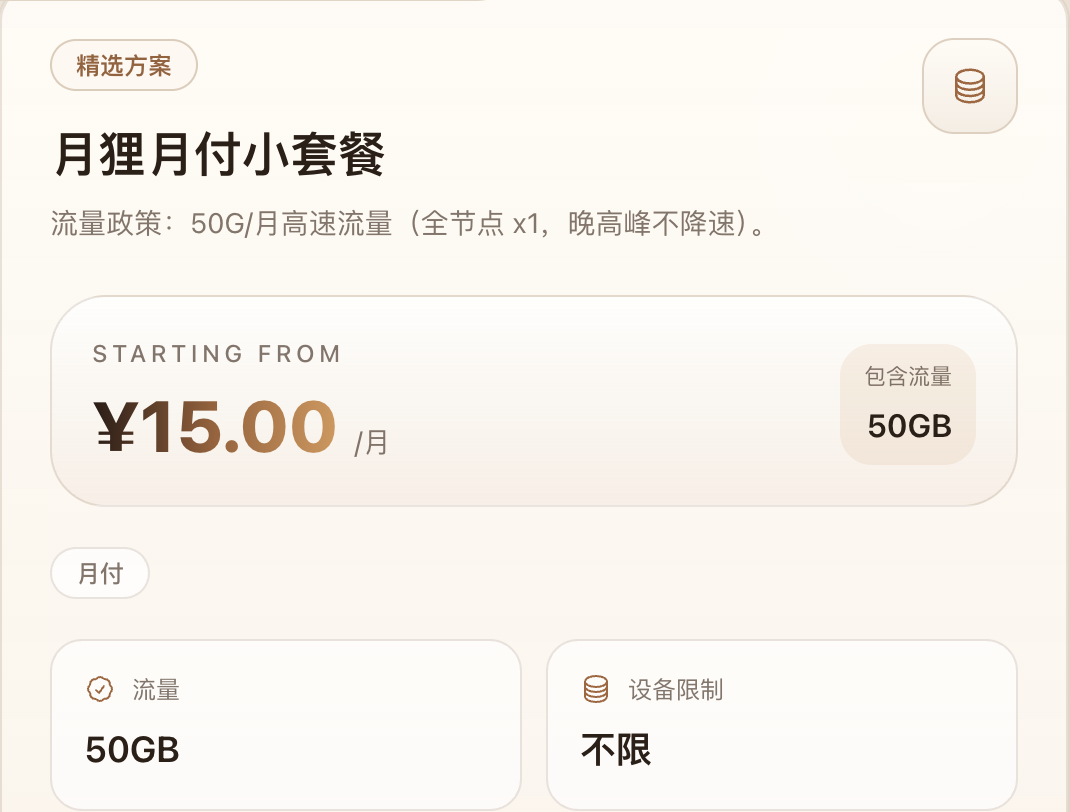 精选方案
月狸月付小套餐
流量政策：50G/月高速流量（全节点 x1，晚高峰不降速）。
STARTING FROM
¥15.00 /月
包含流量
50GB
月付
流量
50GB
设备限制
不限